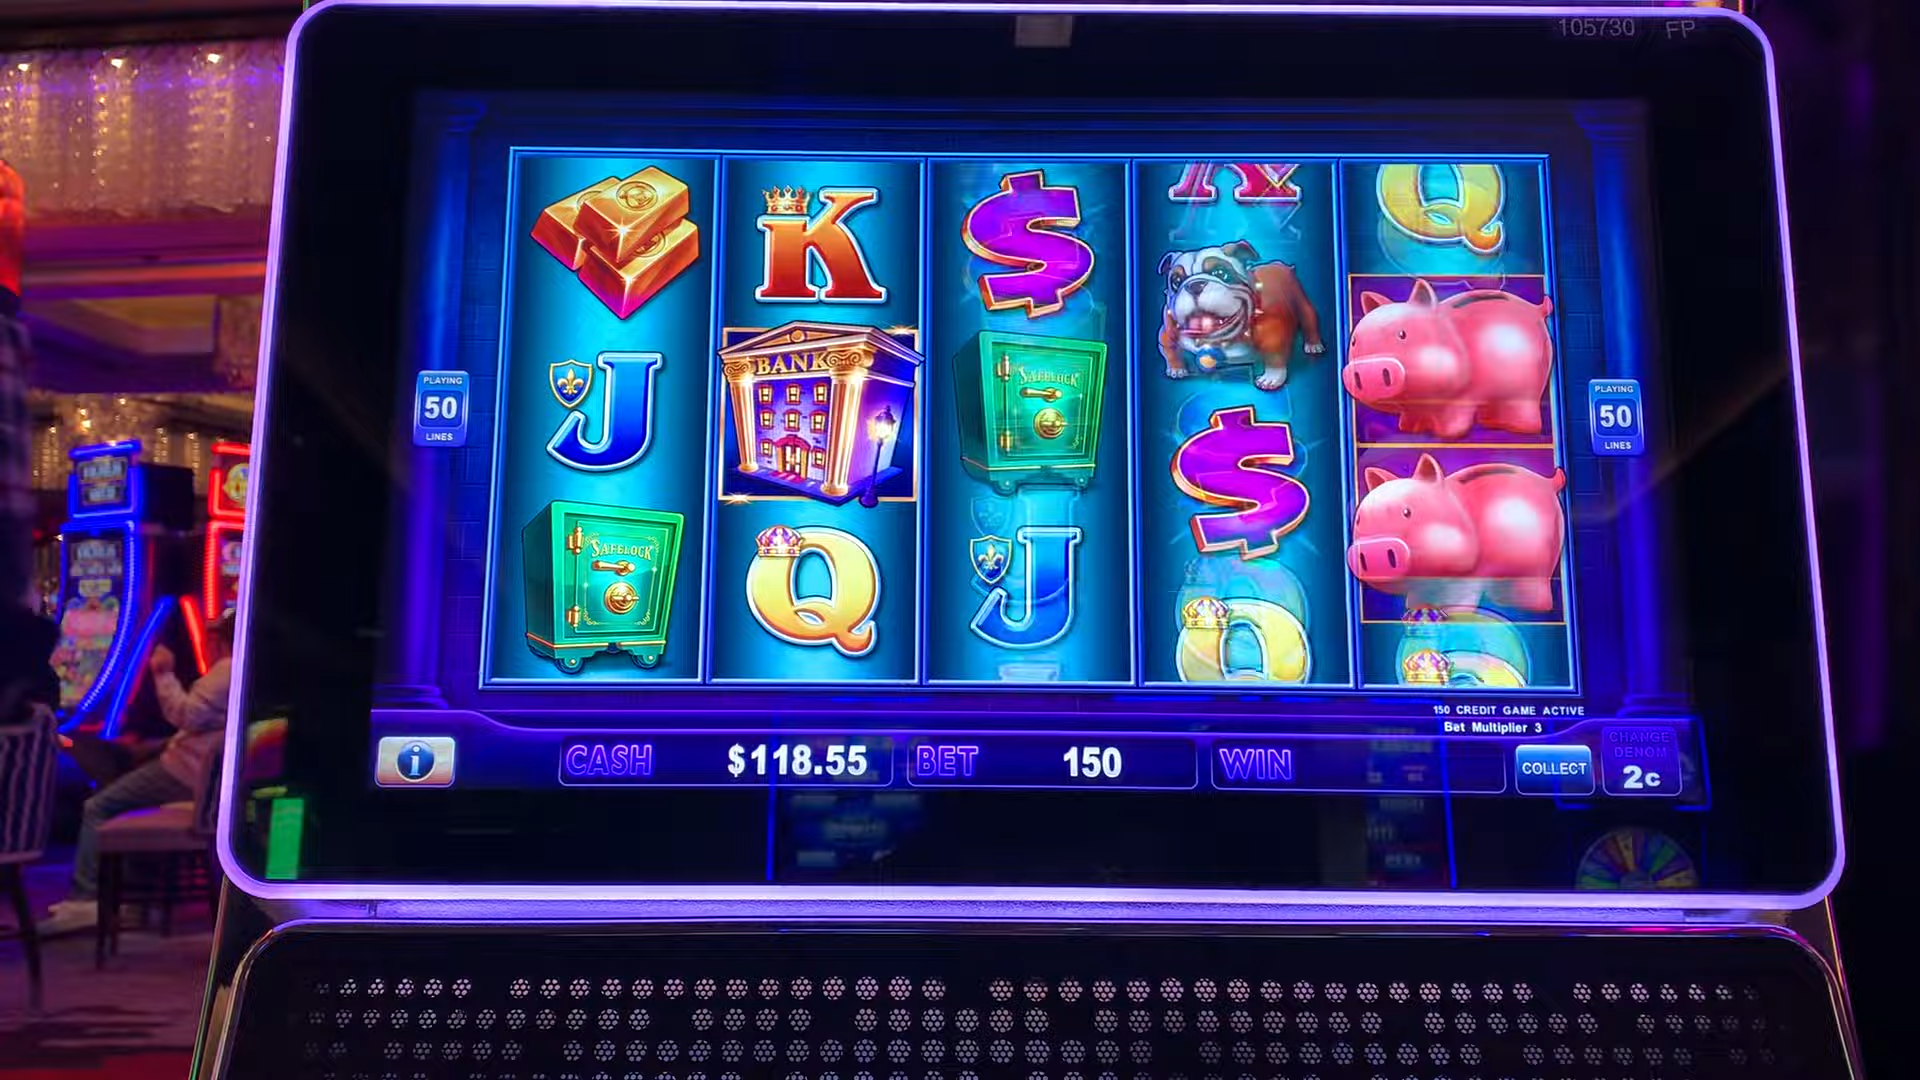 105730 FP
K
Q
BANK
J
SAFELOCK
SAFELOCK
Q
J
Q
$
$
PLAYING
50
LINES
PLAYING
50
LINES
150 CREDIT GAME ACTIVE
Bet Multiplier 3
i
CASH $118.55
BET 150
WIN
COLLECT
CHANGE
DENOM
2¢